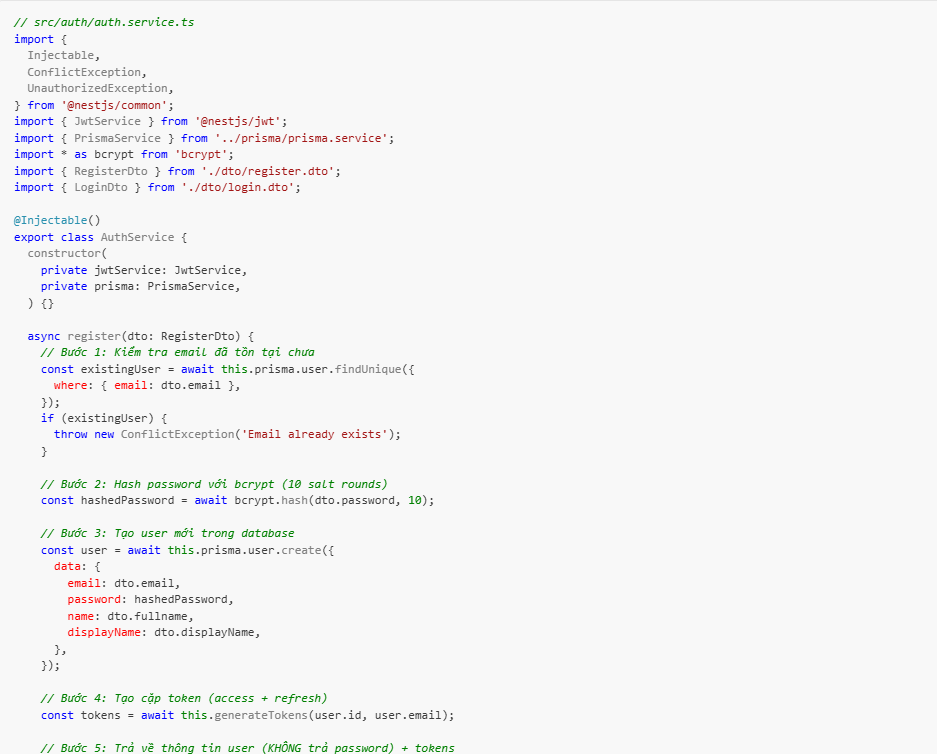 // src/auth/auth.service.ts
import {
  Injectable,
  ConflictException,
  UnauthorizedException,
} from '@nestjs/common';
import { JwtService } from '@nestjs/jwt';
import { PrismaService } from '../prisma/prisma.service';
import * as bcrypt from 'bcrypt';
import { RegisterDto } from './dto/register.dto';
import { LoginDto } from './dto/login.dto';

@Injectable()
export class AuthService {
  constructor(
    private jwtService: JwtService,
    private prisma: PrismaService,
  ) {}

  async register(dto: RegisterDto) {
    // Bước 1: Kiểm tra email đã tồn tại chưa
    const existingUser = await this.prisma.user.findUnique({
      where: { email: dto.email },
    });
    if (existingUser) {
      throw new ConflictException('Email already exists');
    }

    // Bước 2: Hash password với bcrypt (10 salt rounds)
    const hashedPassword = await bcrypt.hash(dto.password, 10);

    // Bước 3: Tạo user mới trong database
    const user = await this.prisma.user.create({
      data: {
        email: dto.email,
        password: hashedPassword,
        name: dto.fullname,
        displayName: dto.displayName,
      },
    });

    // Bước 4: Tạo cặp token (access + refresh)
    const tokens = await this.generateTokens(user.id, user.email);

    // Bước 5: Trả về thông tin user (KHÔNG trả password) + tokens